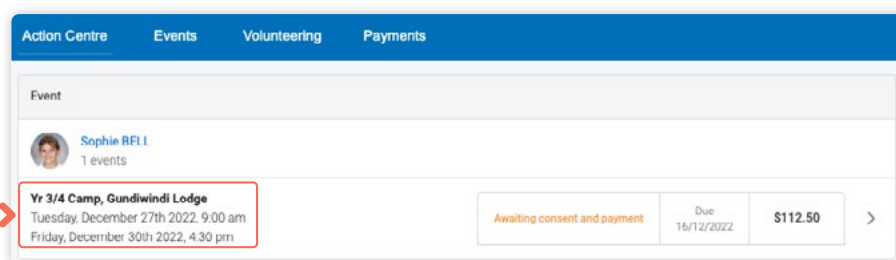 Action Centre Events Volunteering Payments
Event
Sophie BELL
1 events
Yr 3/4 Camp, Gundiwindi Lodge
Tuesday, December 27th 2022, 9:00 am
Friday, December 30th 2022, 4:30 pm
Awaiting consent and payment
Due
16/12/2022
$112.50